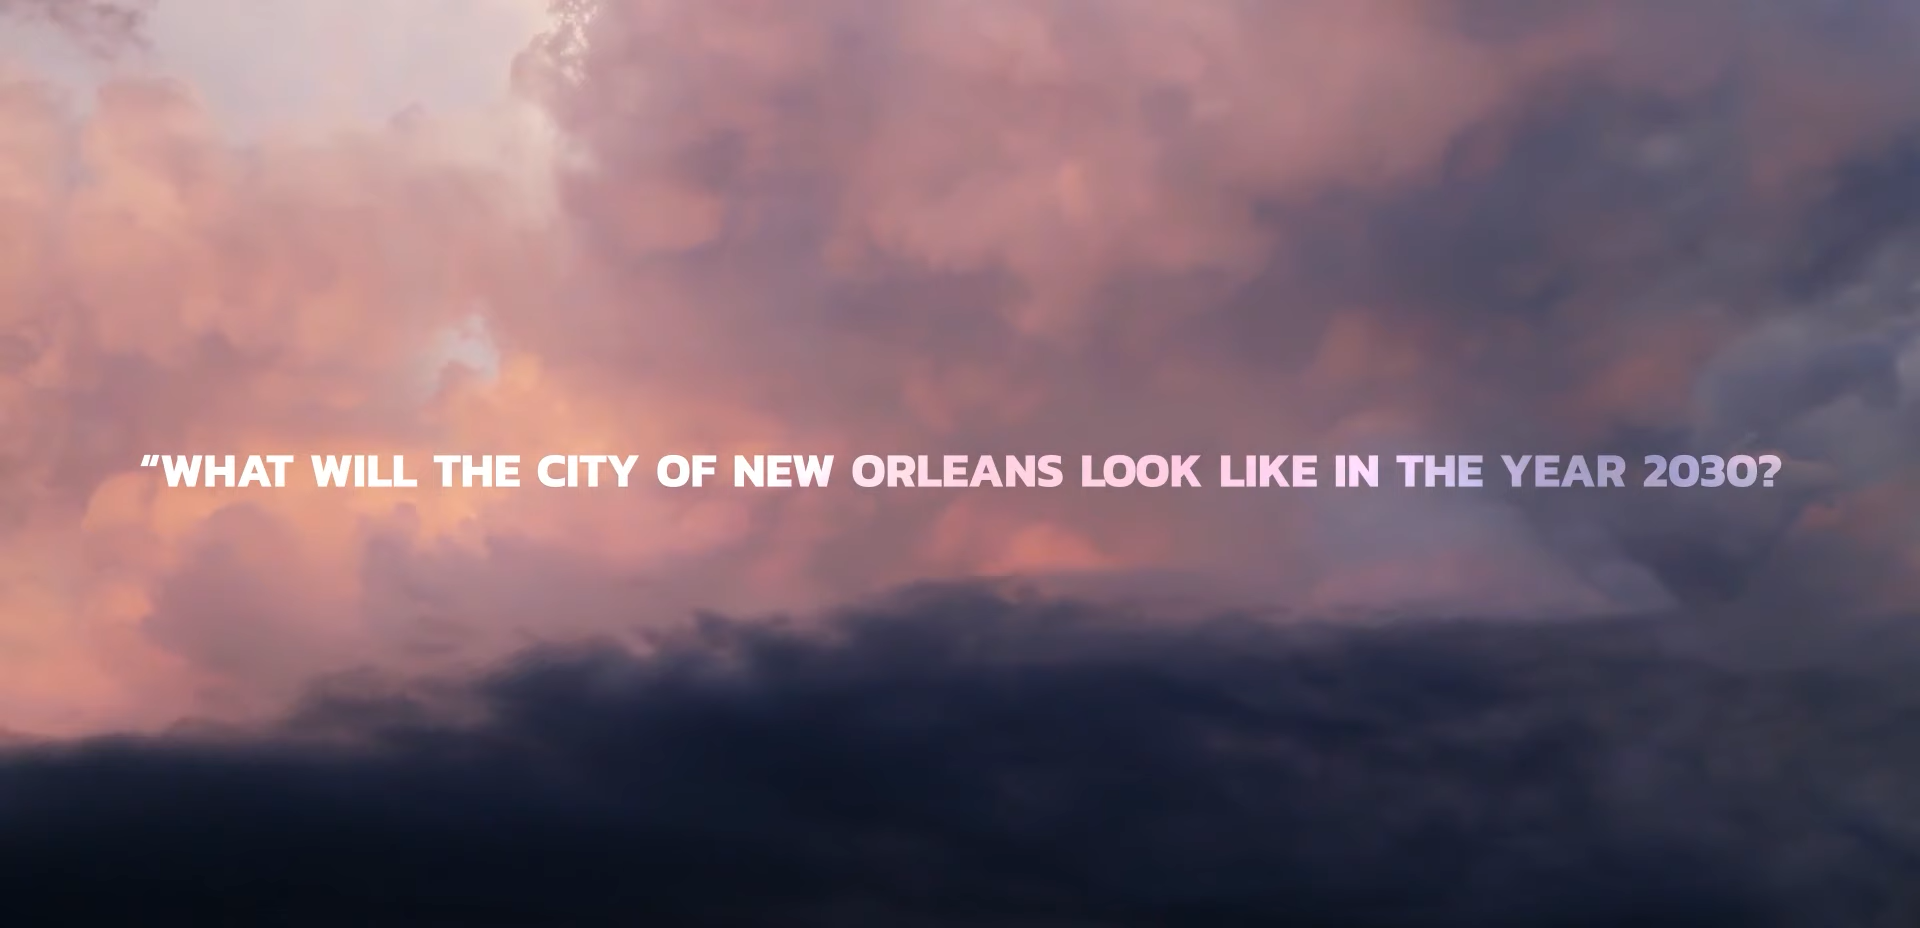 “WHAT WILL THE CITY OF NEW ORLEANS LOOK LIKE IN THE YEAR 2030?